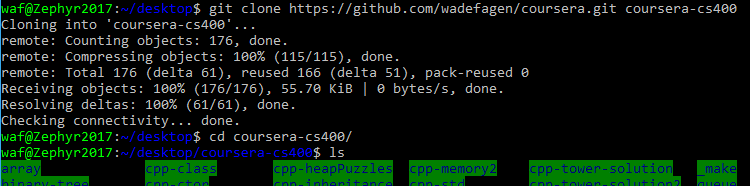 waf@Zephyr2017:~/desktop$ git clone https://github.com/wadefagen/coursera.git coursera-cs400
Cloning into 'coursera-cs400'...
remote: Counting objects: 176, done.
remote: Compressing objects: 100% (115/115), done.
remote: Total 176 (delta 61), reused 166 (delta 51), pack-reused 0
Receiving objects: 100% (176/176), 55.70 KiB | 0 bytes/s, done.
Resolving deltas: 100% (61/61), done.
Checking connectivity... done.
waf@Zephyr2017:~/desktop$ cd coursera-cs400/
waf@Zephyr2017:~/desktop/coursera-cs400$ ls
array cpp-class cpp-heapPuzzles cpp-memory2 cpp-tower-solution _make
binary-tree cpp-ctor cpp-inheritance cpp-std cpp-tower-solution2 queue